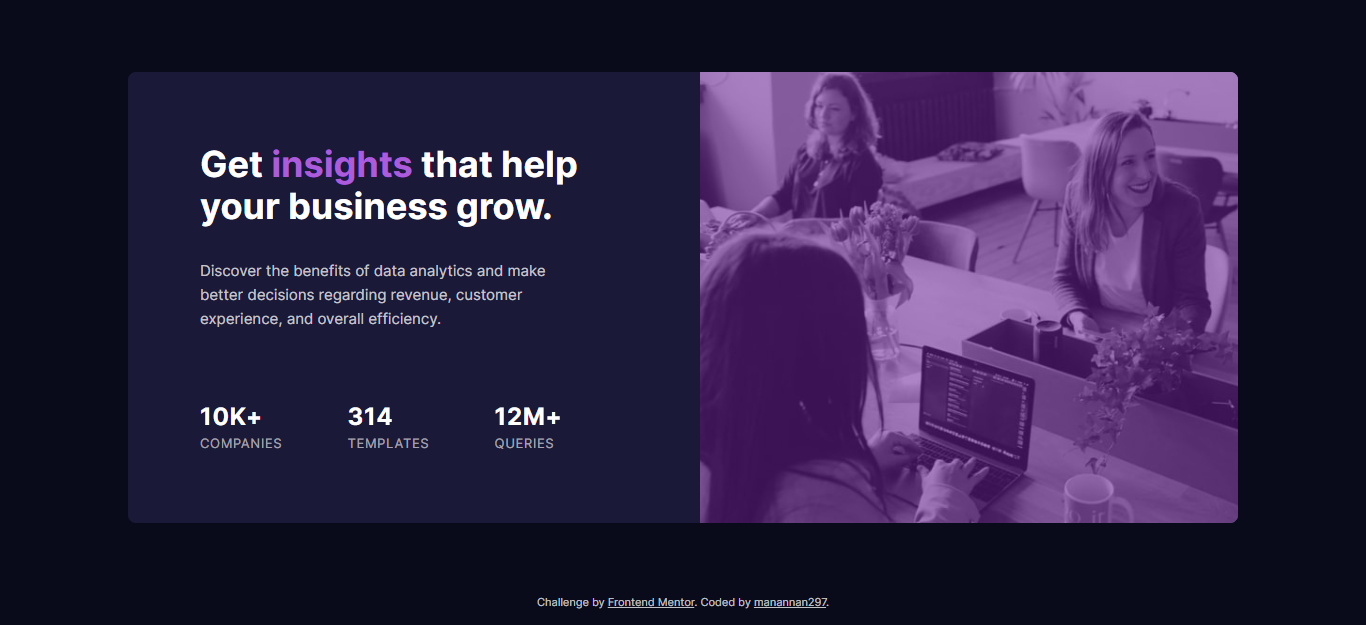 Get insights that help
your business grow.
Discover the benefits of data analytics and make
better decisions regarding revenue, customer
experience, and overall efficiency.
10K+
COMPANIES
314
TEMPLATES
12M+
QUERIES
Challenge by Frontend Mentor. Coded by manannan297.